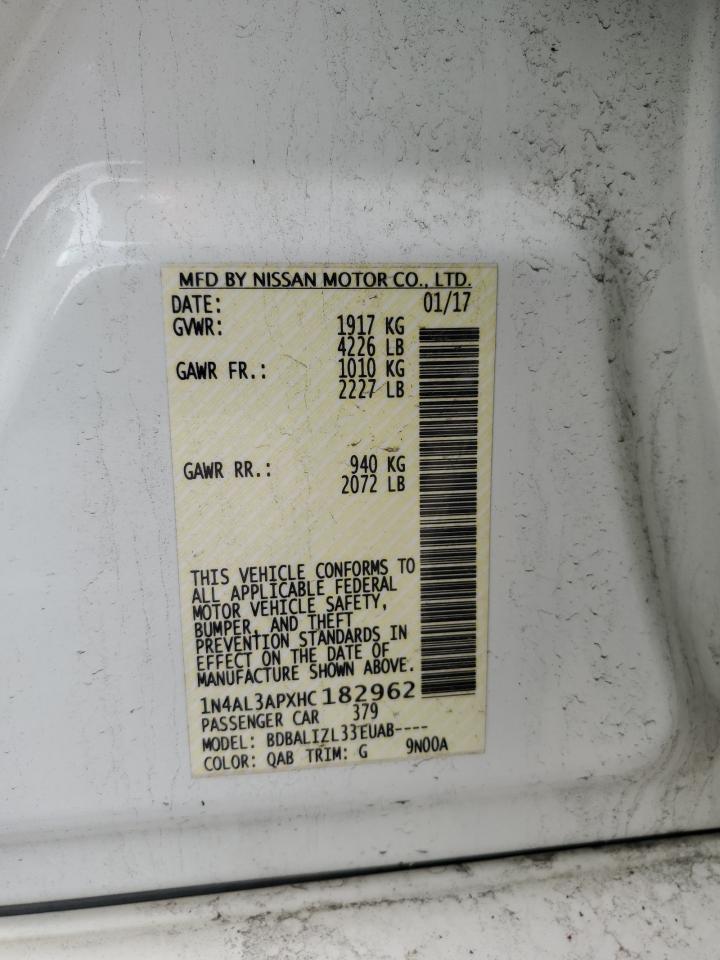 MFD BY NISSAN MOTOR CO., LTD.
DATE: 01/17
GVWR: 1917 KG
4226 LB
GAWR FR.: 1010 KG
2227 LB
GAWR RR.: 940 KG
2072 LB
THIS VEHICLE CONFORMS TO
ALL APPLICABLE FEDERAL
MOTOR VEHICLE SAFETY,
BUMPER, AND THEFT
PREVENTION STANDARDS IN
EFFECT ON THE DATE OF
MANUFACTURE SHOWN ABOVE.
1N4AL3APXHC182962
PASSENGER CAR 379
MODEL: BDBALIZL33EUAB----
COLOR: QAB TRIM: G 9N00A